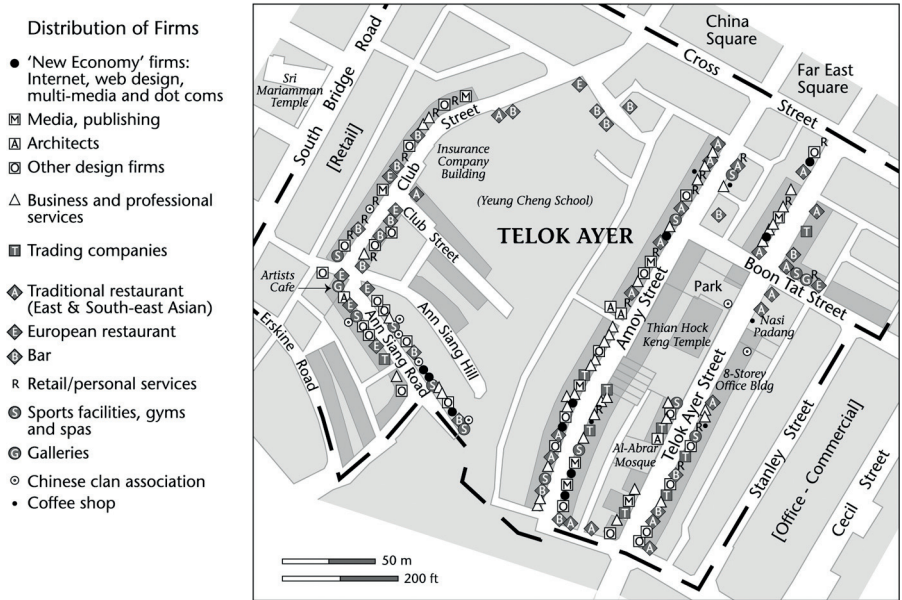 Distribution of Firms
'New Economy' firms:
Internet, web design,
multi-media and dot coms
M Media, publishing
A Architects
O Other design firms
Business and professional
services
T Trading companies
A Traditional restaurant
(East & South-east Asian)
E European restaurant
B Bar
R Retail/personal services
S Sports facilities, gyms
and spas
G Galleries
Chinese clan association
Coffee shop
China
Square
Cross
Street
Far East
Square
Sri
Mariamman
Temple
South Bridge Road
[Retail]
Club Street
Insurance
Company
Building
(Yeung Cheng School)
TELOK AYER
Club Street
Artists
Cafe
Erskine Road
Ann Siang Road
Ann Siang Hill
Amoy Street
Park
Boon Tat Street
Thian Hock
Keng Temple
Nasi
Padang
8-Storey
Office Bldg
Telok Ayer Street
Al-Abrar
Mosque
Stanley Street
[Office - Commercial]
Cecil Street
50 m
200 ft